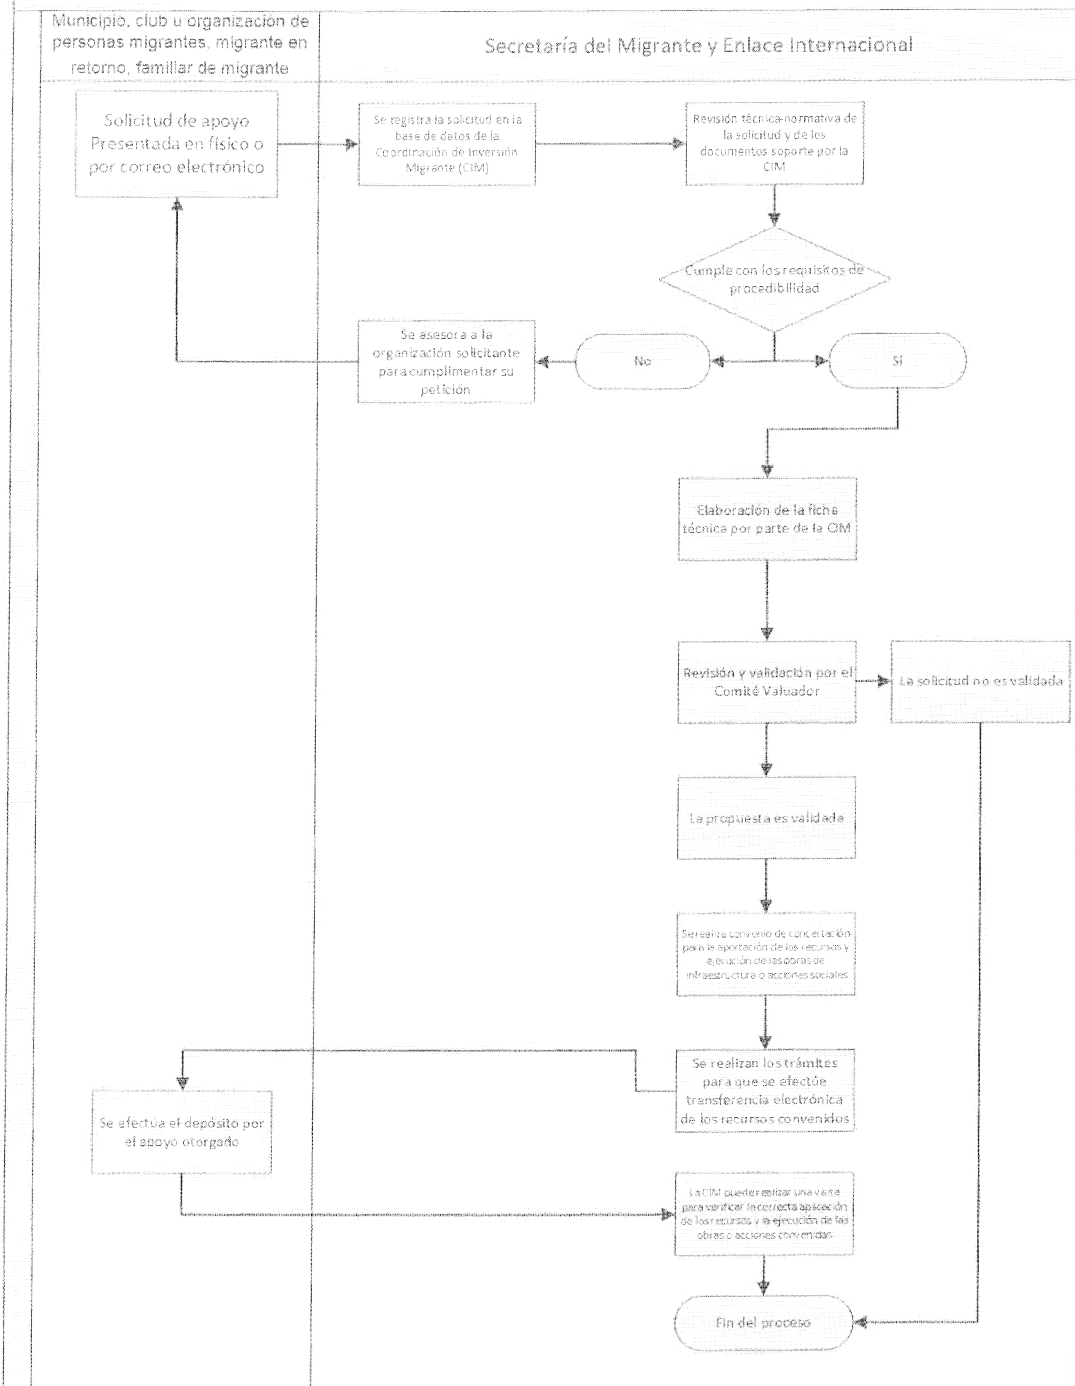 Municipio, club u organización de
personas migrantes, migrante en
retorno, familiar de migrante
Secretaría del Migrante y Enlace Internacional
Solicitud de apoyo
Presentada en físico o
por correo electrónico
Se registra la solicitud en la
base de datos de la
Coordinación de Inversión
Migrante (CIM)
Revisión técnica-normativa de
la solicitud y de los
documentos soporte por la
CIM
Cumple con los requisitos de
procedibilidad
Se asesora a la
organización solicitante
para cumplimentar su
petición
No
Sí
Elaboración de la ficha
técnica por parte de la CIM
Revisión y validación por el
Comité Valuador
La solicitud no es validada
La propuesta es validada
Se realiza convenio de concertación
para la aportación de los recursos y
ejecución de las obras de
infraestructura o acciones sociales
Se realizan los trámites
para que se efectúe
transferencia electrónica
de los recursos convenidos
Se efectúa el depósito por
el apoyo otorgado
La CIM puede realizar una visita
para verificar la correcta aplicación
de los recursos y la ejecución de las
obras o acciones convenidas
Fin del proceso